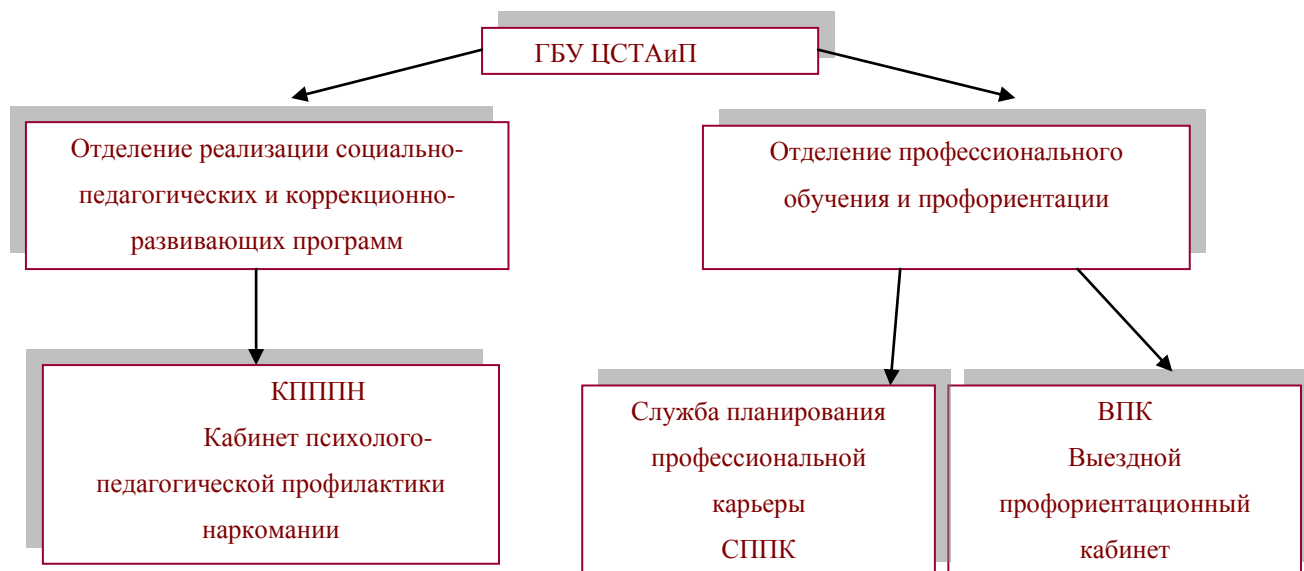 ГБУ ЦСТАиП
Отделение реализации социально-
педагогических и коррекционно-
развивающих программ
Отделение профессионального
обучения и профориентации
КПППН
Кабинет психолого-
педагогической профилактики
наркомании
Служба планирования
профессиональной
карьеры
СППК
ВПК
Выездной
профориентационный
кабинет